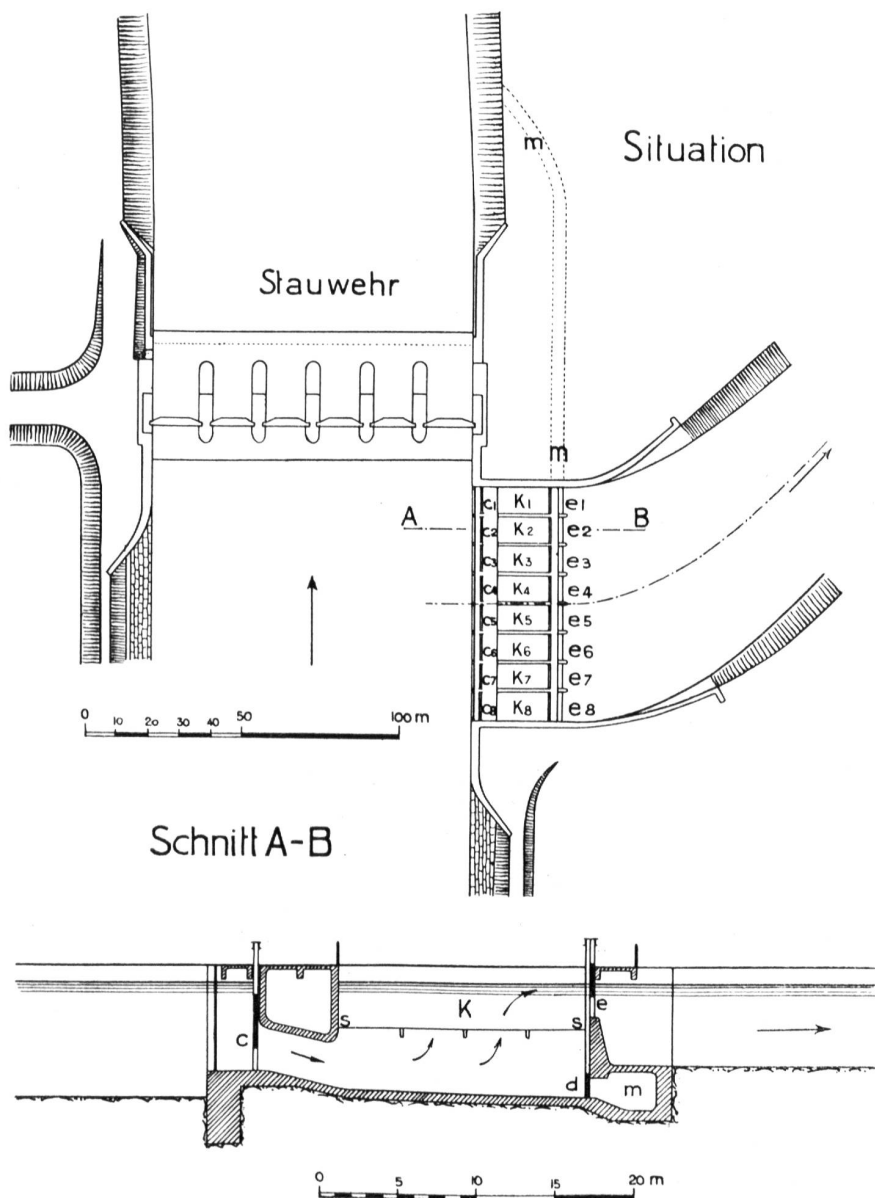 m
Situation
Stauwehr
m
A
B
C1 K1 e1
C2 K2 e2
C3 K3 e3
C4 K4 e4
C5 K5 e5
C6 K6 e6
C7 K7 e7
C8 K8 e8
0 10 20 30 40 50 100 m
Schnitt A-B
K
s s
c e
d m
0 5 10 15 20 m